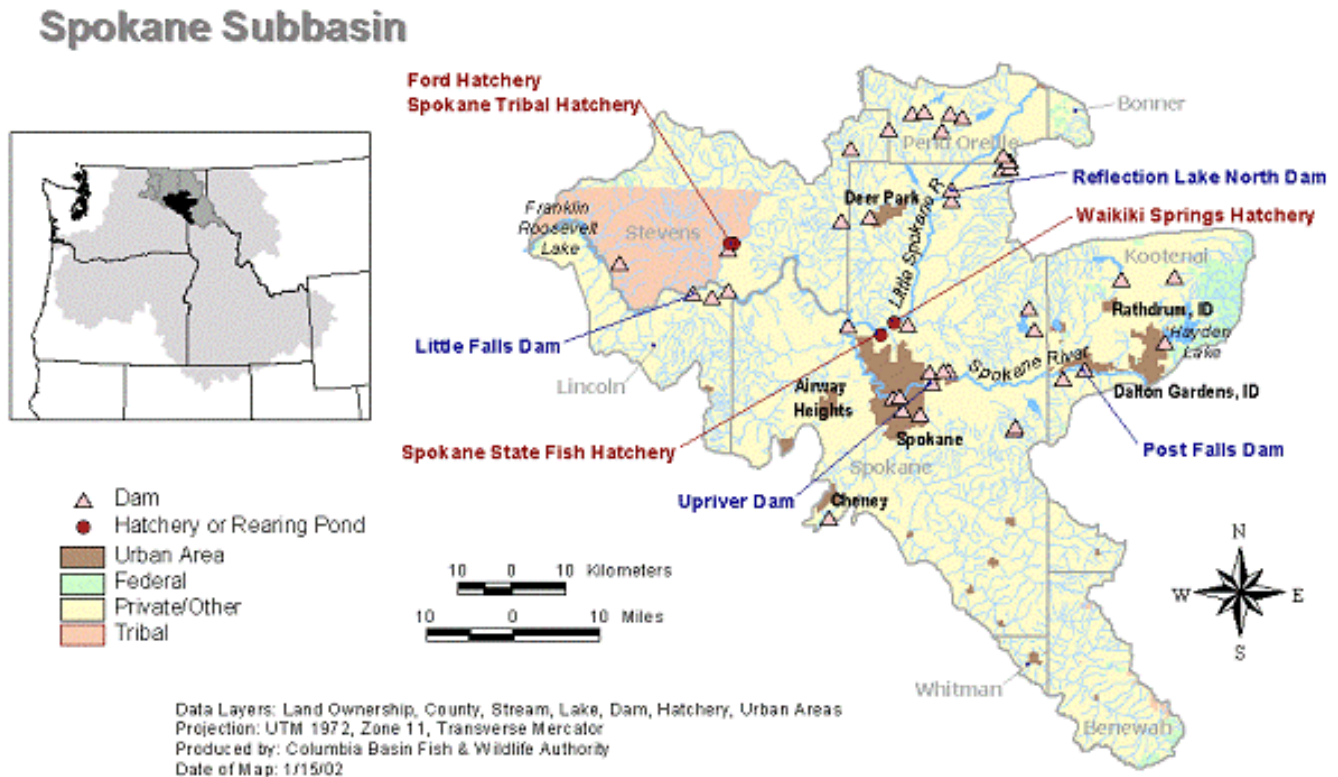 Spokane Subbasin
Ford Hatchery
Spokane Tribal Hatchery
Bonner
Pend Oreille
Reflection Lake North Dam
Deer Park
Waikiki Springs Hatchery
Franklin
Roosevelt
Lake
Stevens
Little Spokane R
Kootenai
Rathdrum, ID
Hayden
Lake
Little Falls Dam
Spokane River
Lincoln
Airway
Heights
Dalton Gardens, ID
Spokane State Fish Hatchery
Spokane
Post Falls Dam
Spokane
Upriver Dam
Cheney
Dam
Hatchery or Rearing Pond
Urban Area
Federal
Private/Other
Tribal
10 0 10 Kilometers
10 0 10 Miles
N
W E
S
Whitman
Benewah
Data Layers: Land Ownership, County, Stream, Lake, Dam, Hatchery, Urban Areas
Projection: UTM 1972, Zone 11, Transverse Mercator
Produced by: Columbia Basin Fish & Wildlife Authority
Date of Map: 1/15/02